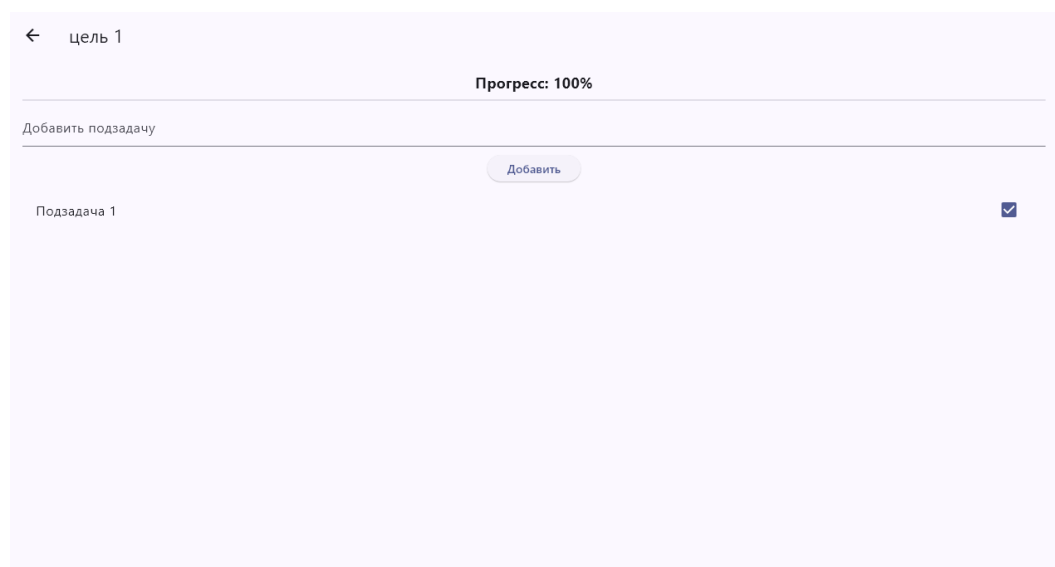 цель 1
Прогресс: 100%
Добавить подзадачу
Добавить
Подзадача 1